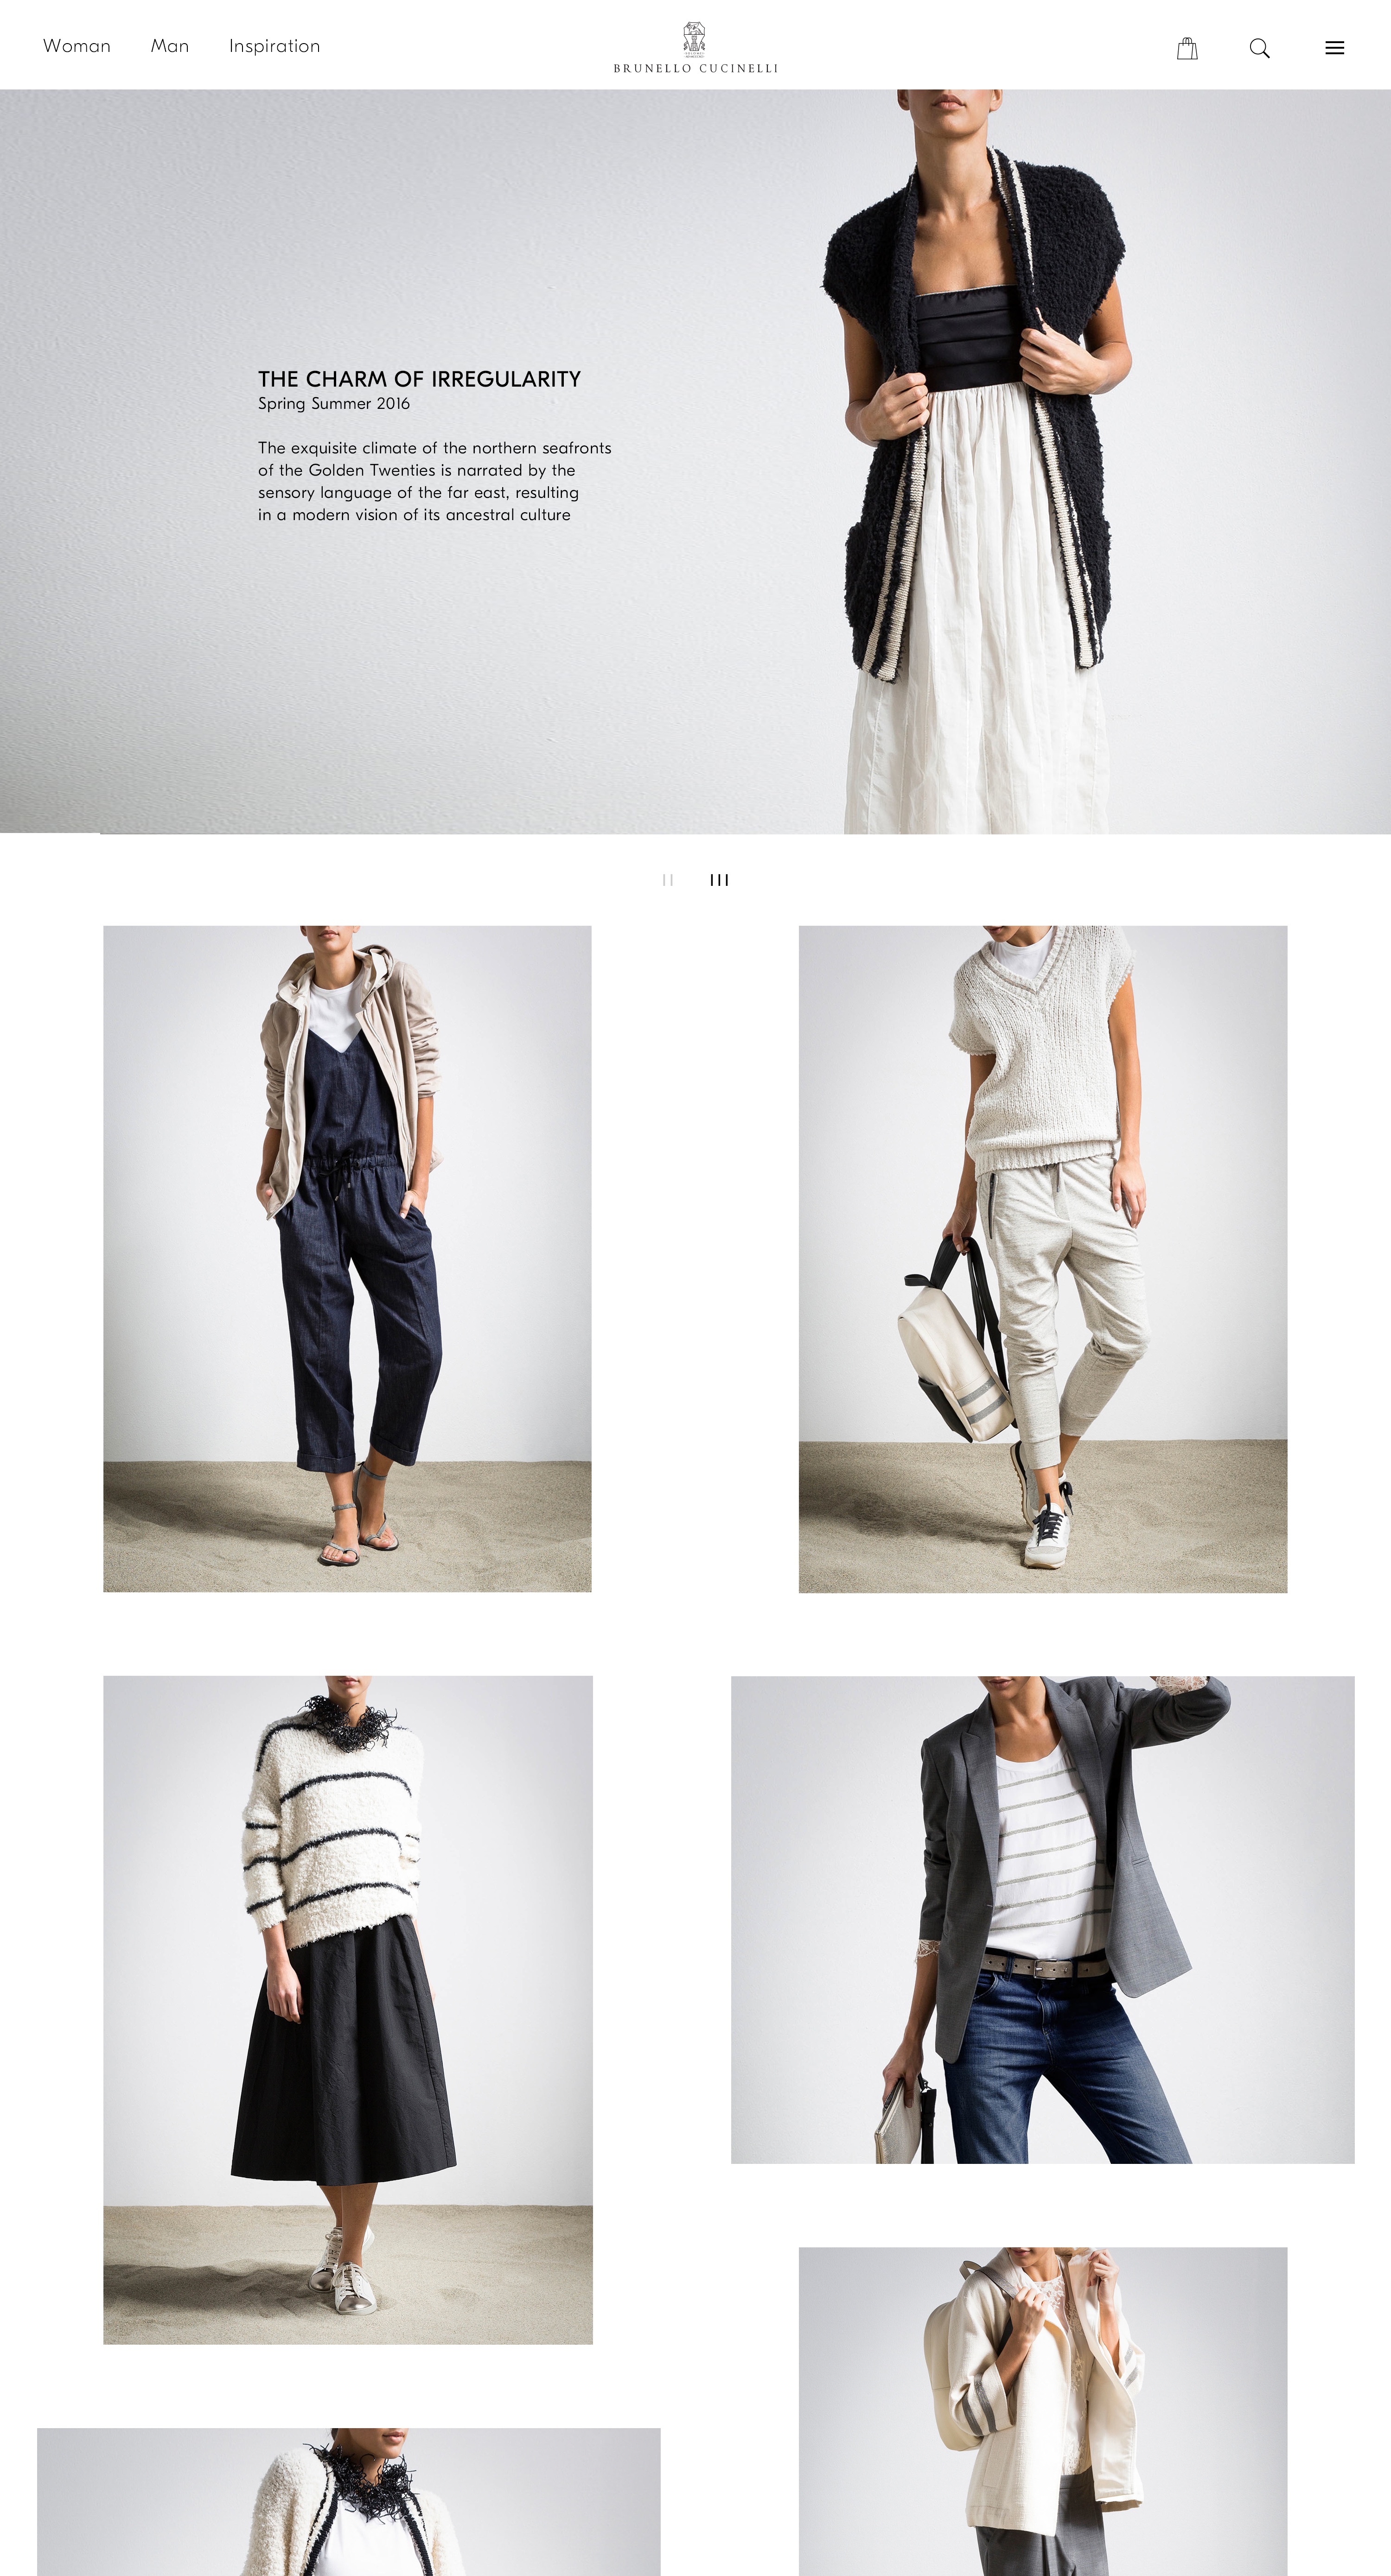 Woman Man Inspiration
BRUNELLO CUCINELLI
THE CHARM OF IRREGULARITY
Spring Summer 2016
The exquisite climate of the northern seafronts
of the Golden Twenties is narrated by the
sensory language of the far east, resulting
in a modern vision of its ancestral culture